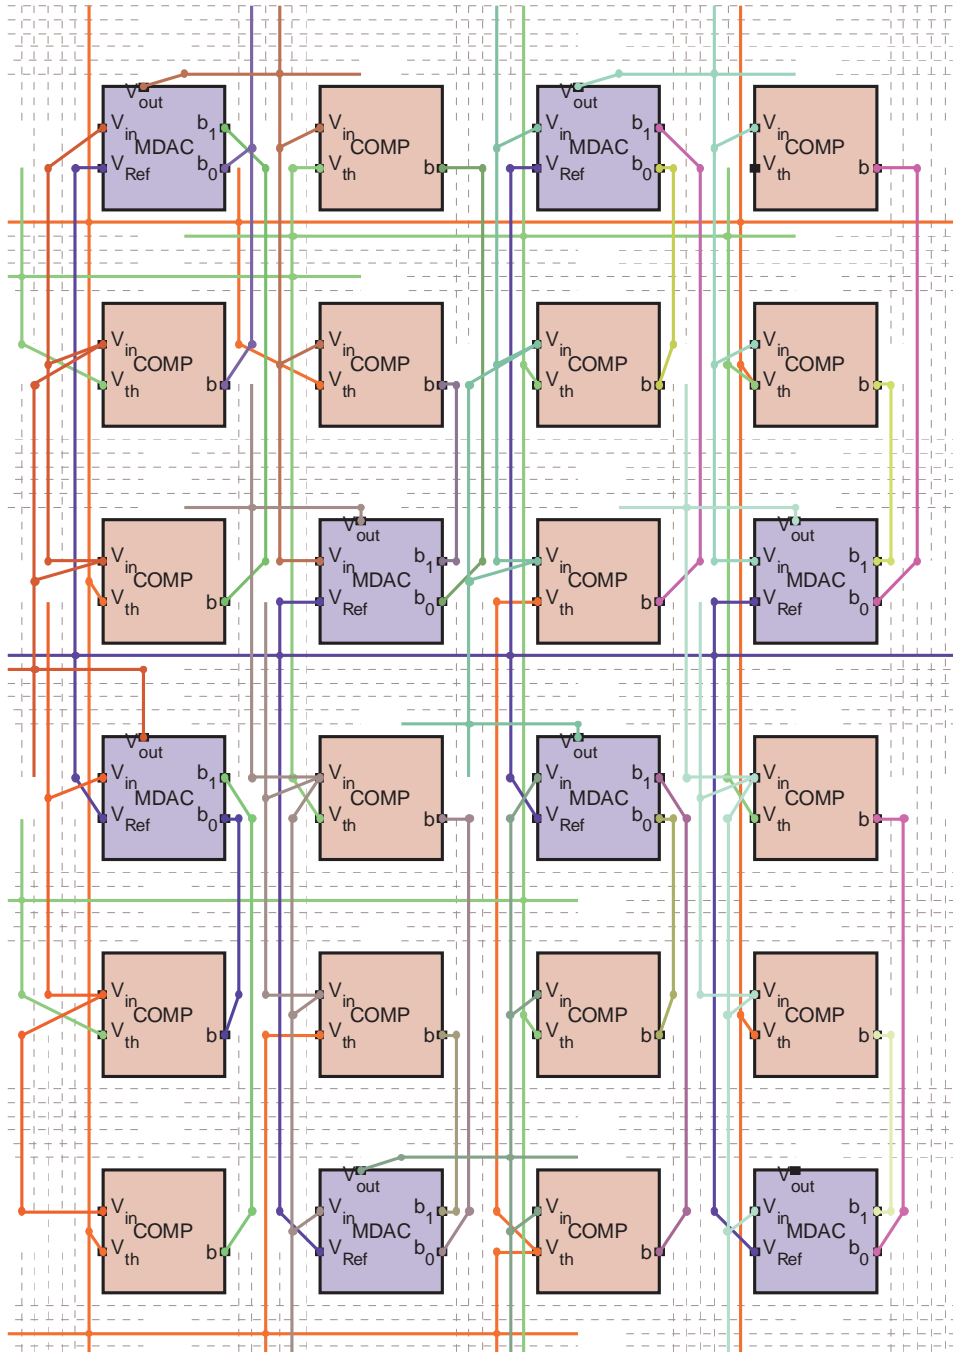 Vout Vout
Vin b1 Vin Vin b1 Vin
MDAC COMP MDAC COMP
VRef b0 Vth b VRef b0 Vth b
Vin Vin Vin Vin
COMP COMP COMP COMP
Vth b Vth b Vth b Vth b
Vout Vout
Vin Vin b1 Vin Vin b1
COMP MDAC COMP MDAC
Vth b VRef b0 Vth b VRef b0
Vout Vout
Vin b1 Vin Vin b1 Vin
MDAC COMP MDAC COMP
VRef b0 Vth b VRef b0 Vth b
Vin Vin Vin Vin
COMP COMP COMP COMP
Vth b Vth b Vth b Vth b
Vout Vout
Vin Vin b1 Vin Vin b1
COMP MDAC COMP MDAC
Vth b VRef b0 Vth b VRef b0